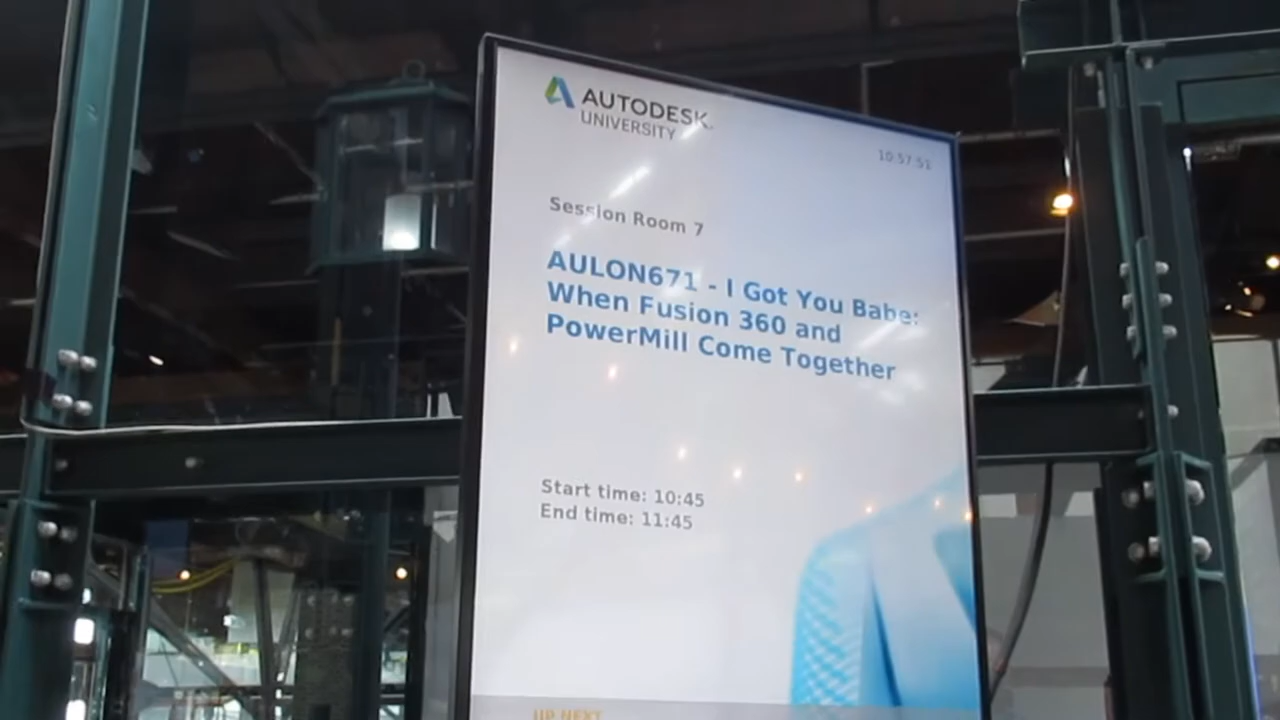 AUTODESK
UNIVERSITY
10:57:51
Session Room 7
AULON671 - I Got You Babe:
When Fusion 360 and
PowerMill Come Together
Start time: 10:45
End time: 11:45
UP NEXT